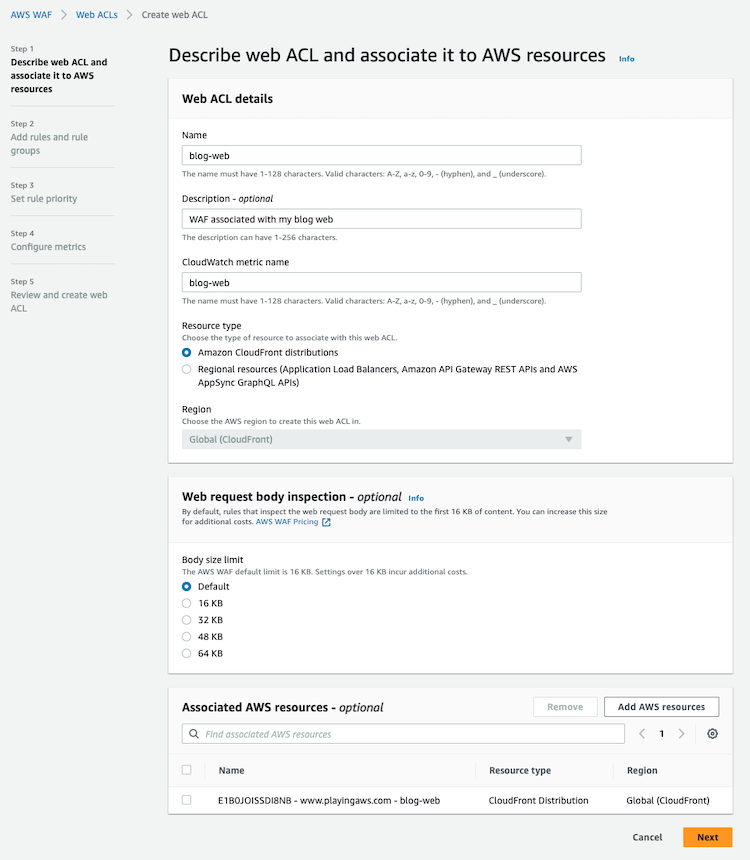 AWS WAF > Web ACLs > Create web ACL
Step 1
Describe web ACL and
associate it to AWS
resources
Step 2
Add rules and rule
groups
Step 3
Set rule priority
Step 4
Configure metrics
Step 5
Review and create web
ACL
Describe web ACL and associate it to AWS resources Info
Web ACL details
Name
blog-web
The name must have 1-128 characters. Valid characters: A-Z, a-z, 0-9, - (hyphen), and _ (underscore).
Description - optional
WAF associated with my blog web
The description can have 1-256 characters.
CloudWatch metric name
blog-web
The name must have 1-128 characters. Valid characters: A-Z, a-z, 0-9, - (hyphen), and _ (underscore).
Resource type
Choose the type of resource to associate with this web ACL.
Amazon CloudFront distributions
Regional resources (Application Load Balancers, Amazon API Gateway REST APIs and AWS
AppSync GraphQL APIs)
Region
Choose the AWS region to create this web ACL in.
Global (CloudFront)
Web request body inspection - optional Info
By default, rules that inspect the web request body are limited to the first 16 KB of content. You can increase this size
for additional costs. AWS WAF Pricing
Body size limit
The AWS WAF default limit is 16 KB. Settings over 16 KB incur additional costs.
Default
16 KB
32 KB
48 KB
64 KB
Associated AWS resources - optional
Remove
Add AWS resources
Find associated AWS resources
1
Name Resource type Region
E1B0JOISSDI8NB - www.playingaws.com - blog-web CloudFront Distribution Global (CloudFront)
Cancel
Next